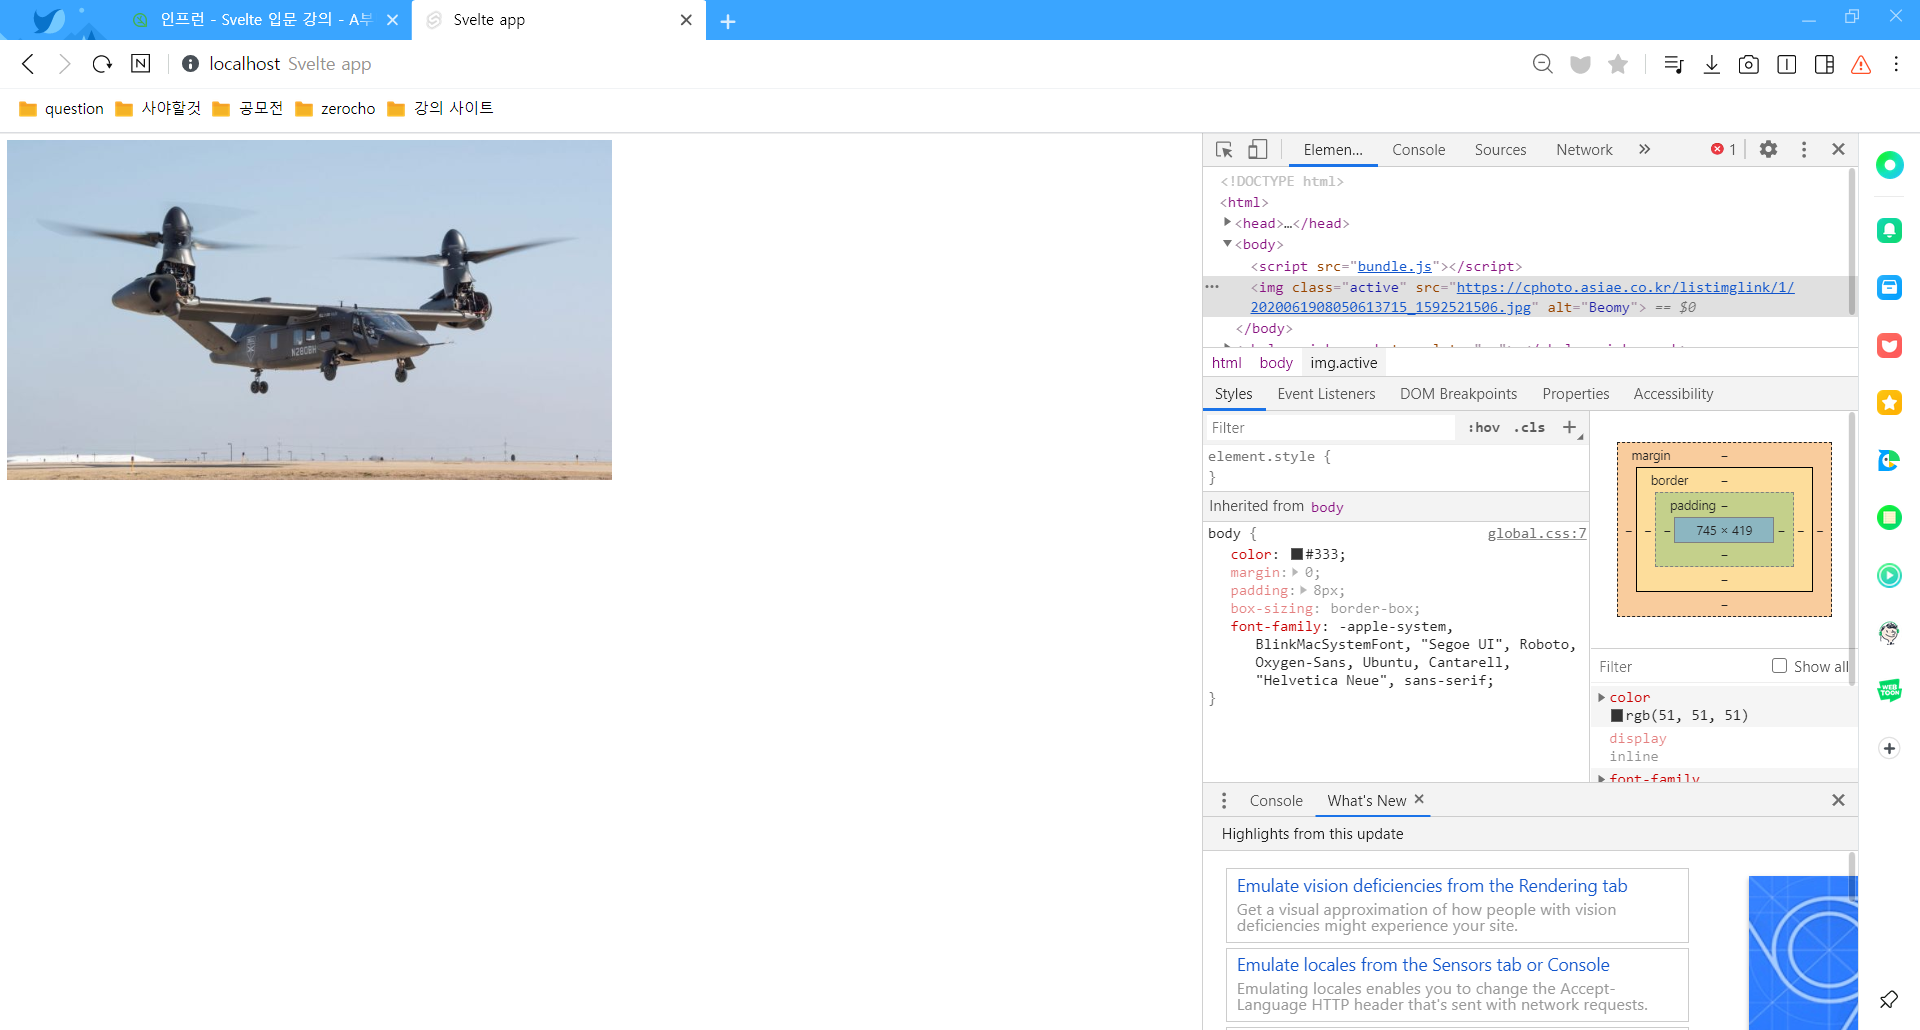 인프런 - Svelte 입문 강의 - A부
Svelte app
localhost Svelte app
question 사야할것 공모전 zerocho 강의 사이트
N280BH
Elemen... Console Sources Network 1
<!DOCTYPE html>
<html>
<head>…</head>
<body>
<script src="bundle.js"></script>
<img class="active" src="https://cphoto.asiae.co.kr/listimglink/1/
2020061908050613715_1592521506.jpg" alt="Beomy"> == $0
</body>
html body img.active
Styles Event Listeners DOM Breakpoints Properties Accessibility
Filter :hov .cls
element.style {
}
Inherited from body
body { global.css:7
color: #333;
margin: 0;
padding: 8px;
box-sizing: border-box;
font-family: -apple-system,
BlinkMacSystemFont, "Segoe UI", Roboto,
Oxygen-Sans, Ubuntu, Cantarell,
"Helvetica Neue", sans-serif;
}
margin –
border –
padding –
– – – 745 × 419 – – –
–
–
–
Filter Show all
color
rgb(51, 51, 51)
display
inline
font-family
Console What's New
Highlights from this update
Emulate vision deficiencies from the Rendering tab
Get a visual approximation of how people with vision
deficiencies might experience your site.
Emulate locales from the Sensors tab or Console
Emulating locales enables you to change the Accept-
Language HTTP header that's sent with network requests.
WEB
TOON